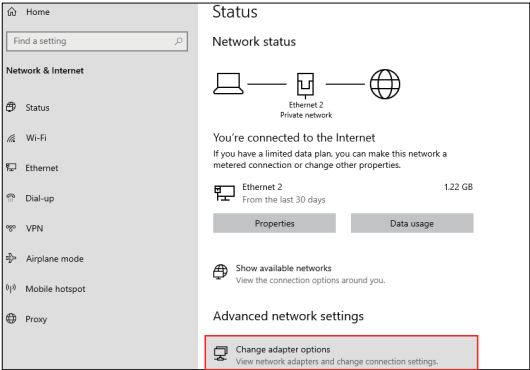 Home
Find a setting
Network & Internet
Status
Wi-Fi
Ethernet
Dial-up
VPN
Airplane mode
Mobile hotspot
Proxy
Status
Network status
Ethernet 2
Private network
You're connected to the Internet
If you have a limited data plan, you can make this network a
metered connection or change other properties.
Ethernet 2 1.22 GB
From the last 30 days
Properties Data usage
Show available networks
View the connection options around you.
Advanced network settings
Change adapter options
View network adapters and change connection settings.